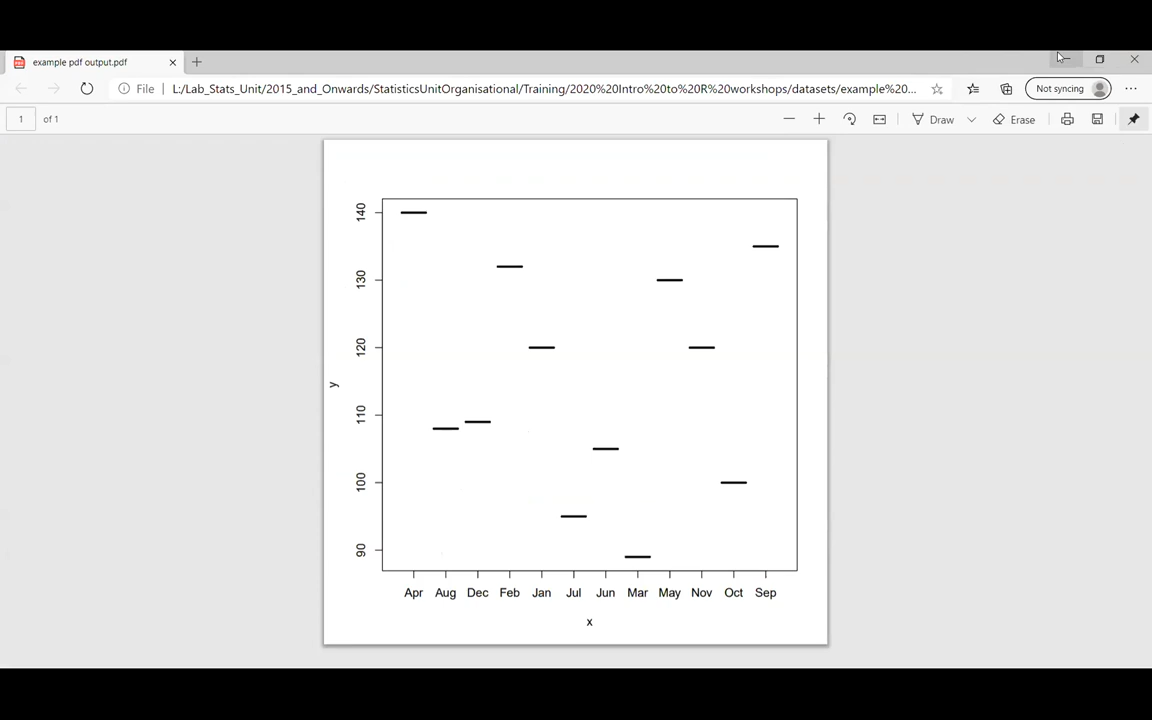 example pdf output.pdf
File L:/Lab_Stats_Unit/2015_and_Onwards/StatisticsUnitOrganisational/Training/2020%20Intro%20to%20R%20workshops/datasets/example%20... Not syncing
1 of 1 Draw Erase
140
130
120
110
100
90
y
Apr Aug Dec Feb Jan Jul Jun Mar May Nov Oct Sep
x